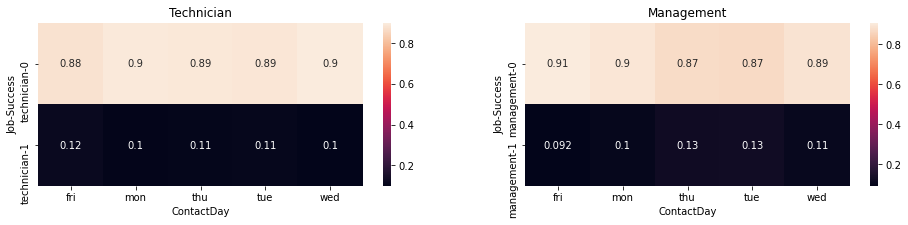 Technician
Job-Success
technician-0
technician-1
0.88 0.9 0.89 0.89 0.9
0.12 0.1 0.11 0.11 0.1
fri mon thu tue wed
ContactDay
0.8
0.6
0.4
0.2
Management
Job-Success
management-0
management-1
0.91 0.9 0.87 0.87 0.89
0.092 0.1 0.13 0.13 0.11
fri mon thu tue wed
ContactDay
0.8
0.6
0.4
0.2